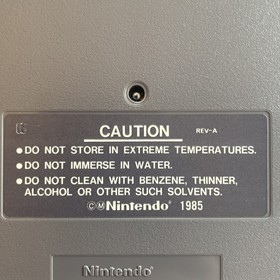 CAUTION REV-A
●DO NOT STORE IN EXTREME TEMPERATURES.
●DO NOT IMMERSE IN WATER.
●DO NOT CLEAN WITH BENZENE, THINNER,
ALCOHOL OR OTHER SUCH SOLVENTS.
©Ⓜ Nintendo® 1985
Nintendo